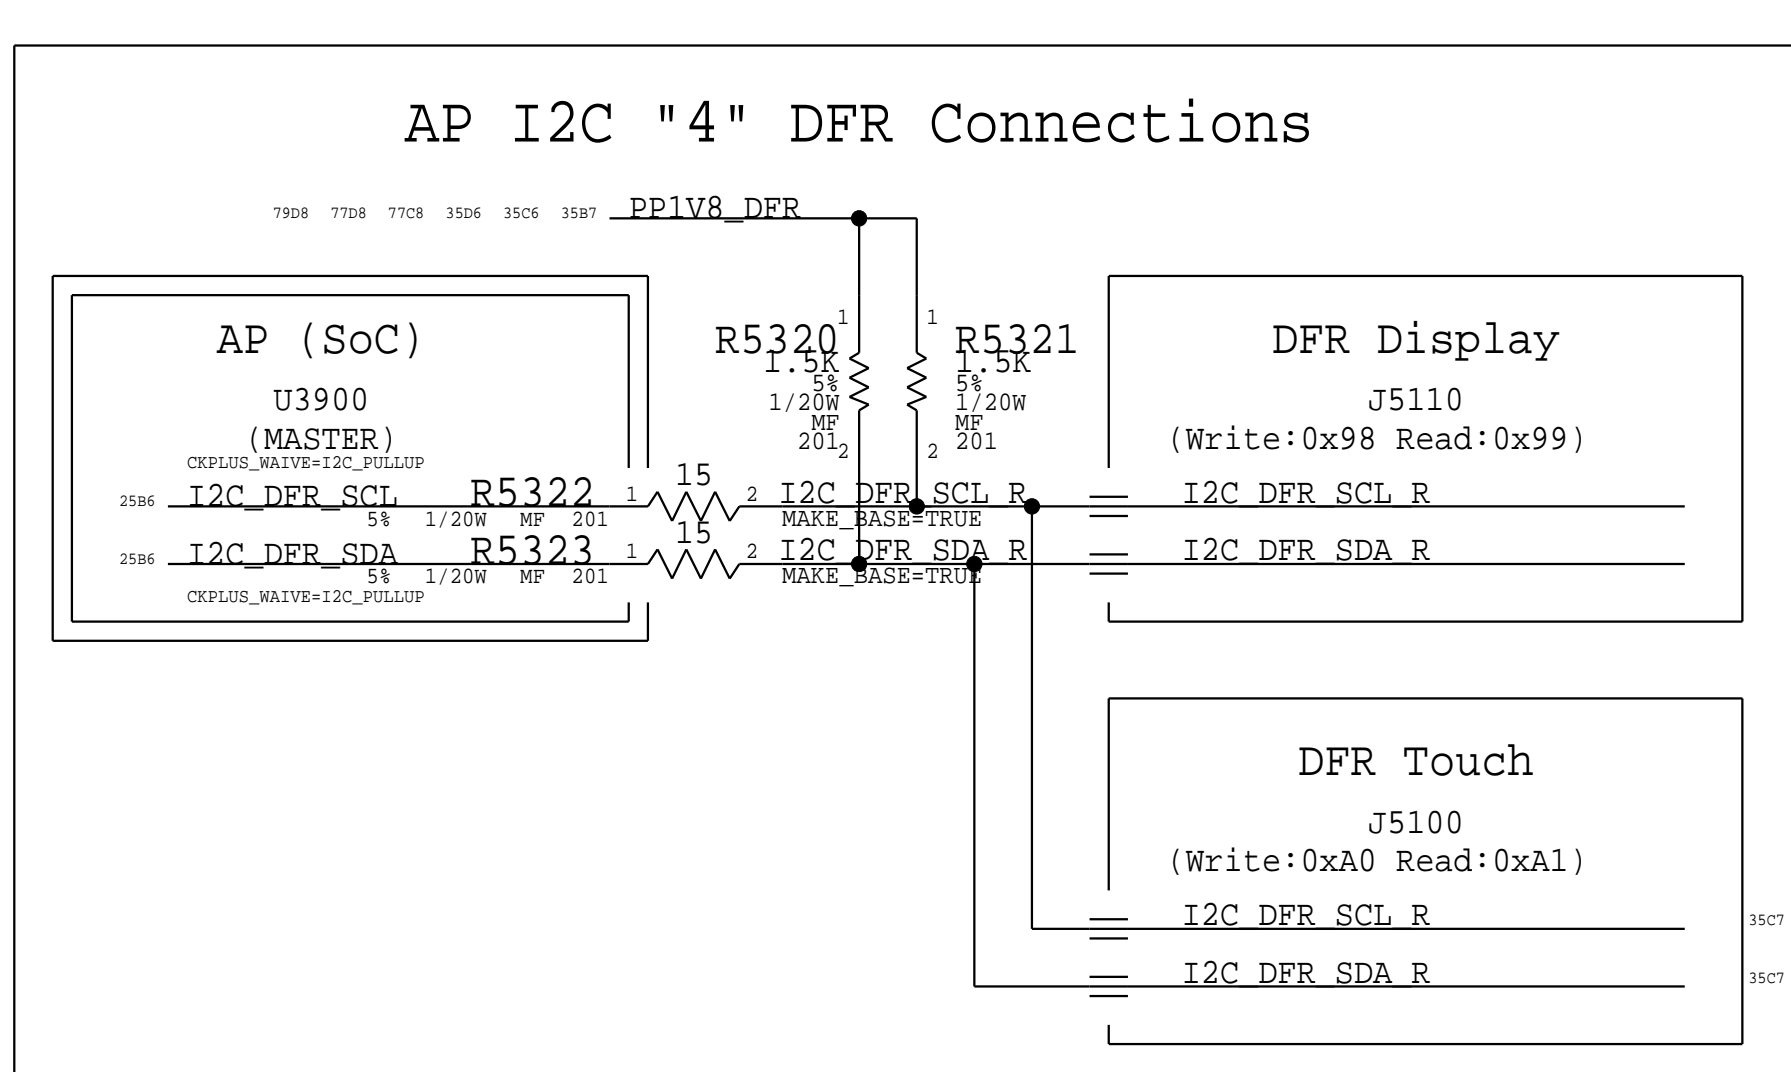 AP I2C "4" DFR Connections
79D8 77D8 77C8 35D6 35C6 35B7 PP1V8_DFR
AP (SoC)
U3900
(MASTER)
CKPLUS_WAIVE=I2C_PULLUP
25B6 I2C_DFR_SCL R5322 1 15 2 I2C_DFR_SCL_R
5% 1/20W MF 201 MAKE_BASE=TRUE
25B6 I2C_DFR_SDA R5323 1 15 2 I2C_DFR_SDA_R
5% 1/20W MF 201 MAKE_BASE=TRUE
CKPLUS_WAIVE=I2C_PULLUP
1
R5320
1.5K
5%
1/20W
MF
201
2
1
R5321
1.5K
5%
1/20W
MF
201
2
DFR Display
J5110
(Write:0x98 Read:0x99)
I2C_DFR_SCL_R
I2C_DFR_SDA_R
DFR Touch
J5100
(Write:0xA0 Read:0xA1)
I2C_DFR_SCL_R 35C7
I2C_DFR_SDA_R 35C7